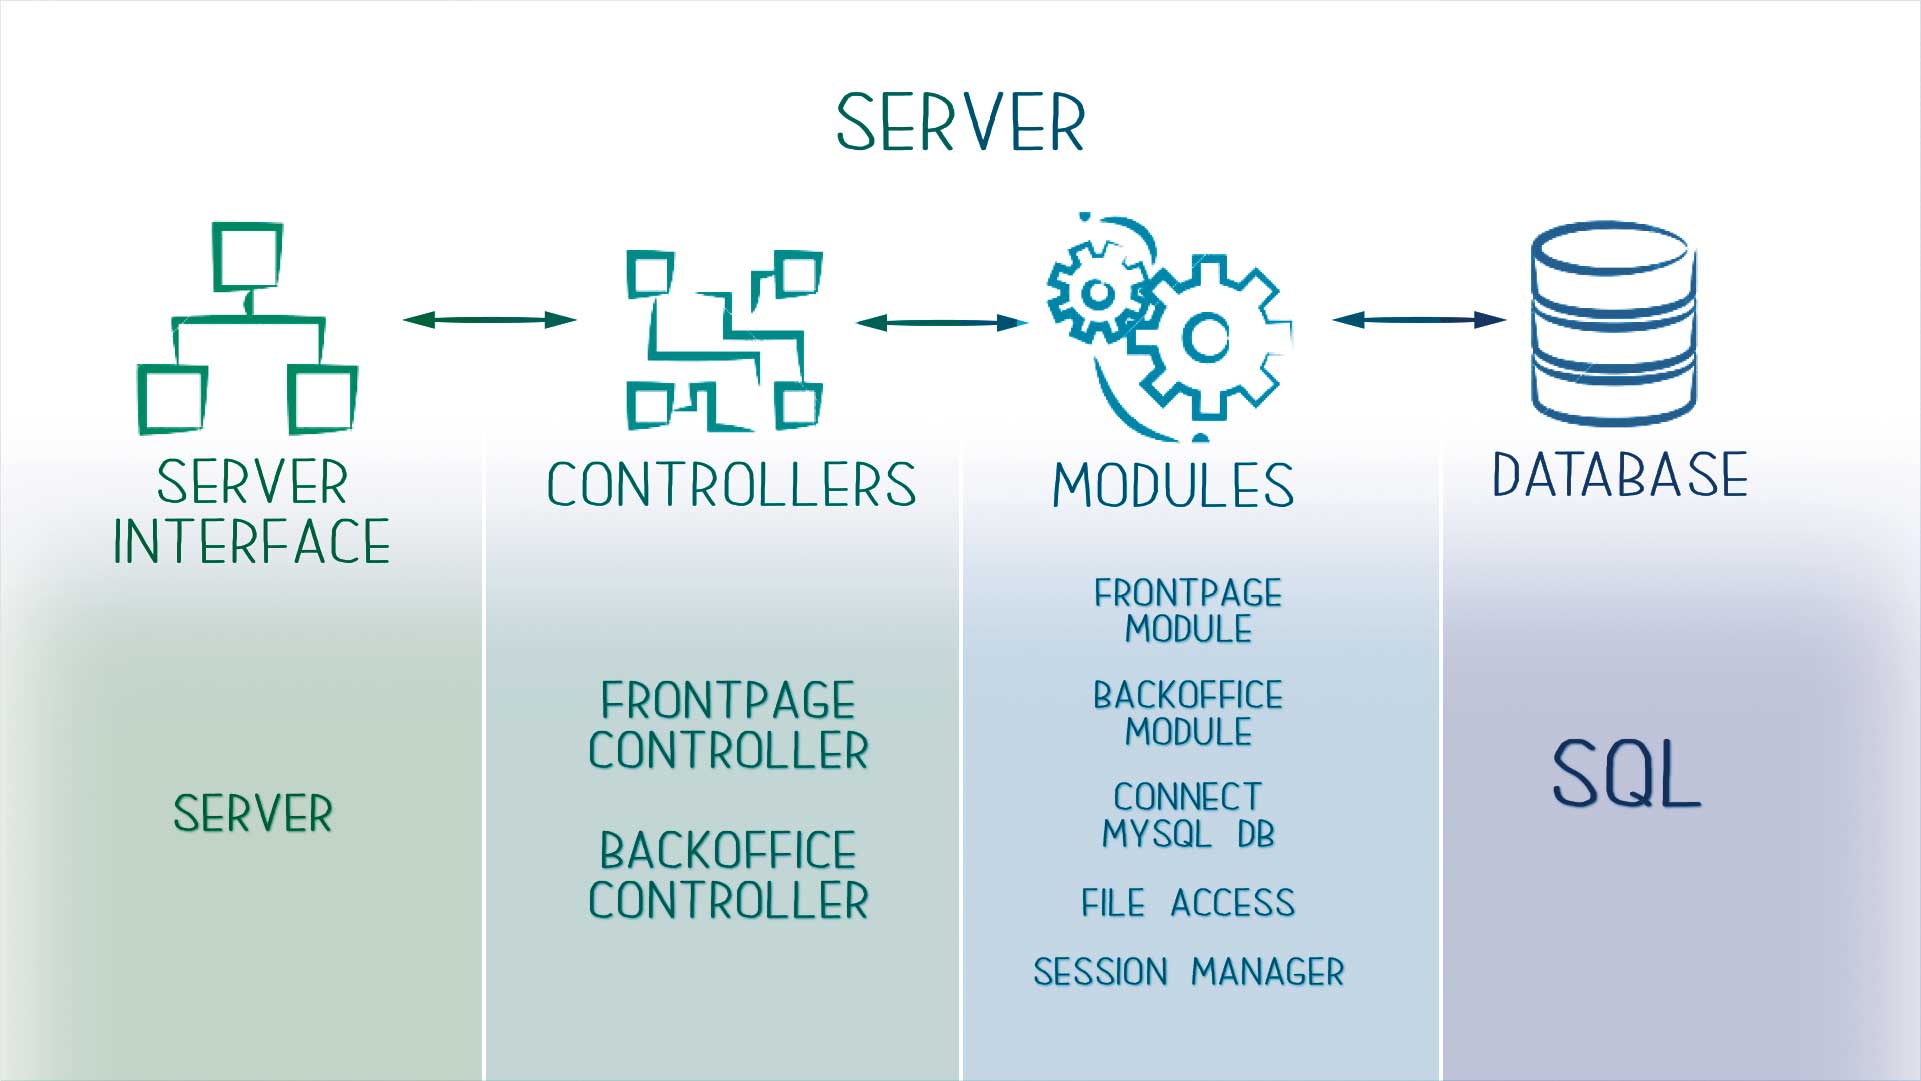 SERVER
SERVER
INTERFACE
CONTROLLERS
MODULES
DATABASE
SERVER
FRONTPAGE
CONTROLLER
BACKOFFICE
CONTROLLER
FRONTPAGE
MODULE
BACKOFFICE
MODULE
CONNECT
MYSQL DB
FILE ACCESS
SESSION MANAGER
SQL